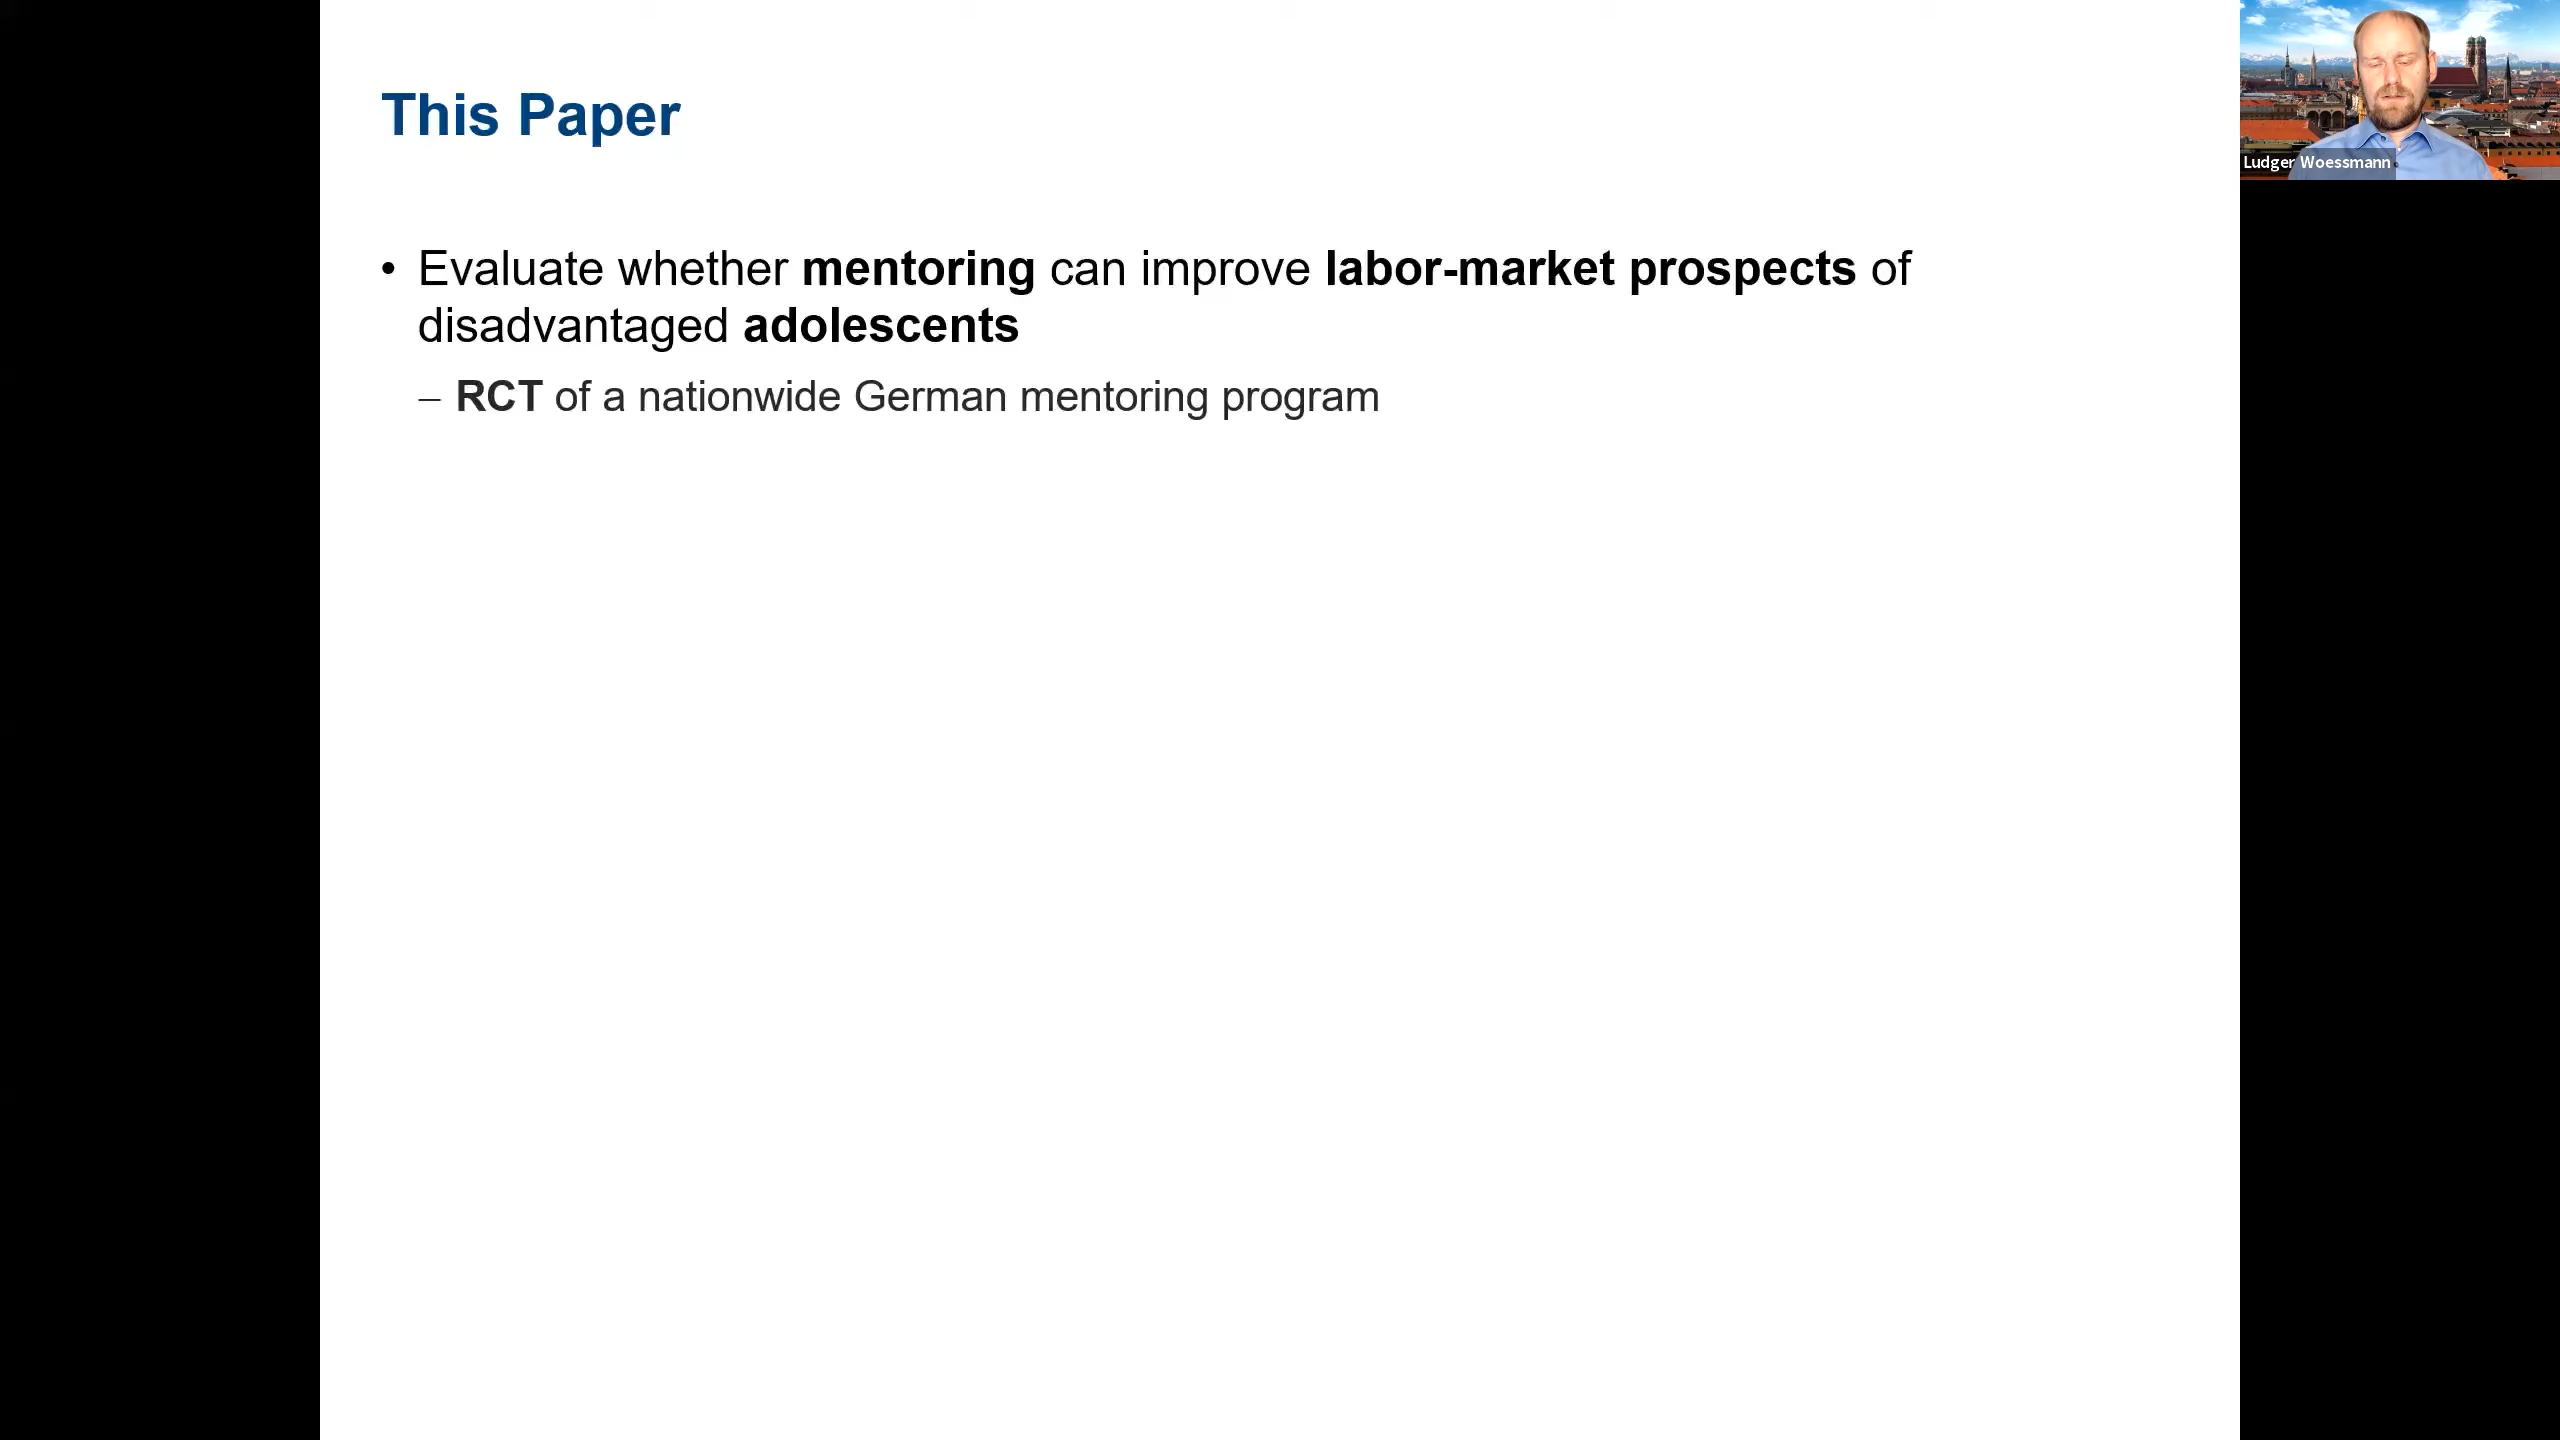 This Paper
Ludger Woessmann
• Evaluate whether mentoring can improve labor-market prospects of
disadvantaged adolescents
– RCT of a nationwide German mentoring program